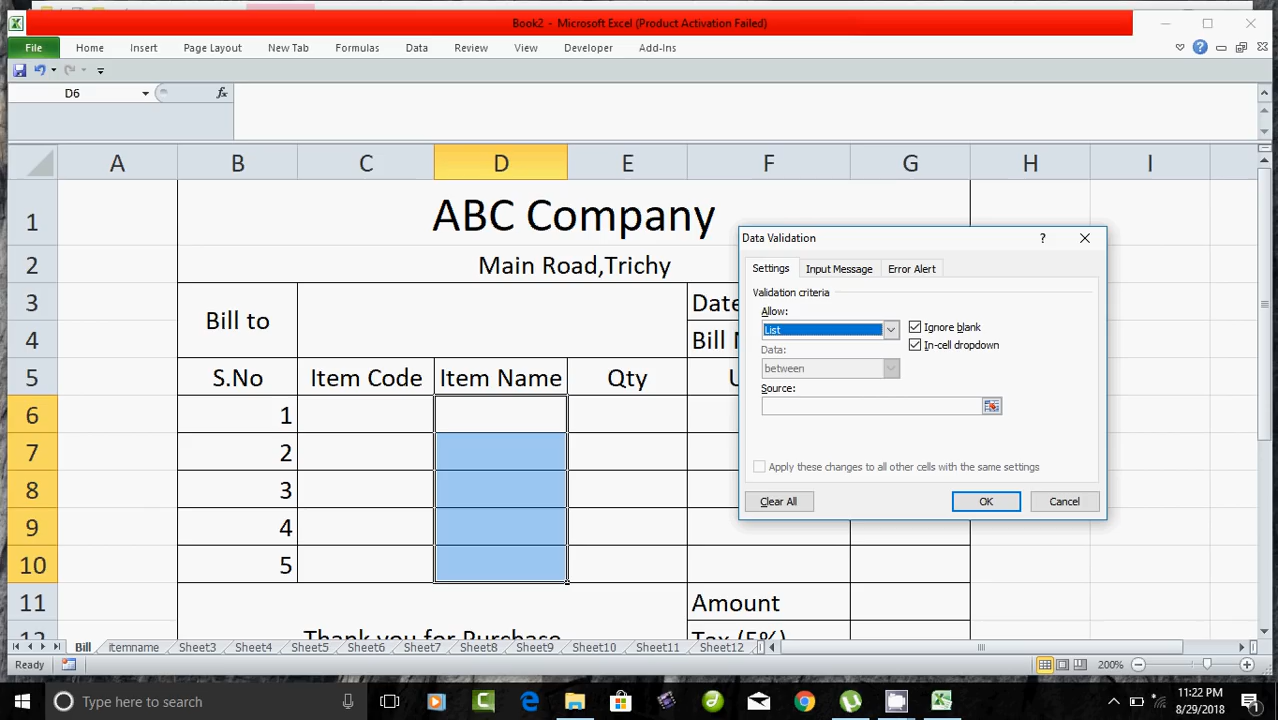 Book2 - Microsoft Excel (Product Activation Failed)
File Home Insert Page Layout New Tab Formulas Data Review View Developer Add-Ins
D6 fx
A B C D E F G H I
1 ABC Company
2 Main Road,Trichy
3 Bill to Date
4 Bill
5 S.No Item Code Item Name Qty U
6 1
7 2
8 3
9 4
10 5
11 Amount
12 Thank you for Purchase Tax (5%)
Data Validation ?
Settings Input Message Error Alert
Validation criteria
Allow:
List Ignore blank
In-cell dropdown
Data:
between
Source:
Apply these changes to all other cells with the same settings
Clear All OK Cancel
Bill itemname Sheet3 Sheet4 Sheet5 Sheet6 Sheet7 Sheet8 Sheet9 Sheet10 Sheet11 Sheet12
Ready 200%
Type here to search
11:22 PM
8/29/2018